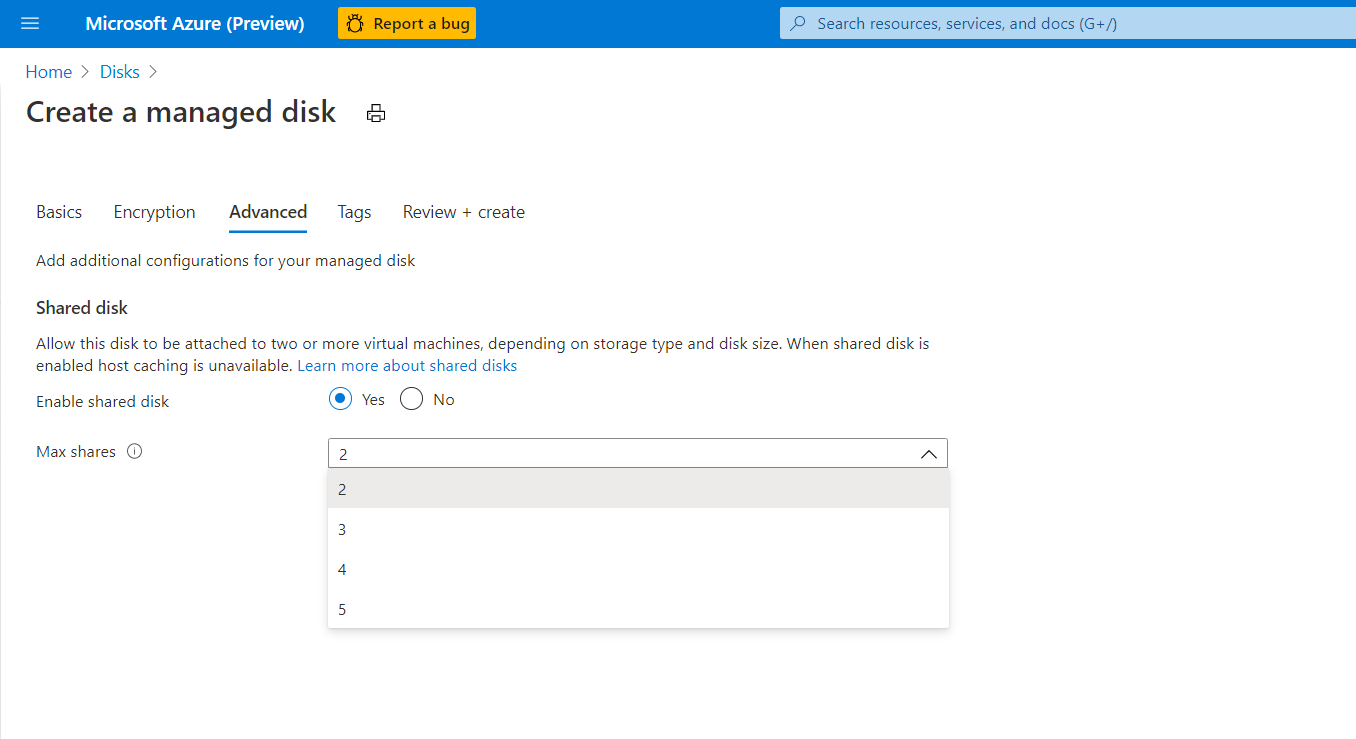 Microsoft Azure (Preview)
Report a bug
Search resources, services, and docs (G+/)
Home > Disks >
Create a managed disk
Basics Encryption Advanced Tags Review + create
Add additional configurations for your managed disk
Shared disk
Allow this disk to be attached to two or more virtual machines, depending on storage type and disk size. When shared disk is
enabled host caching is unavailable. Learn more about shared disks
Enable shared disk Yes No
Max shares 2
2
3
4
5